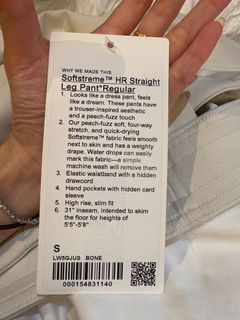 WHY WE MADE THIS
Softstreme™ HR Straight
Leg Pant*Regular
1. Looks like a dress pant, feels
like a dream. These pants have
a trouser-inspired aesthetic
and a peach-fuzz touch
2. Our peach-fuzz soft, four-way
stretch, and quick-drying
Softstreme™ fabric feels smooth
next to skin and has a weighty
drape. Water drops can easily
mark this fabric—a simple
machine wash will remove them
3. Elastic waistband with a hidden
drawcord
4. Hand pockets with hidden card
sleeve
5. High rise, slim fit
6. 31" Inseam, intended to skim
the floor for heights of
5'5"-5'8"
S
LW5GJUS BONE
000154831140